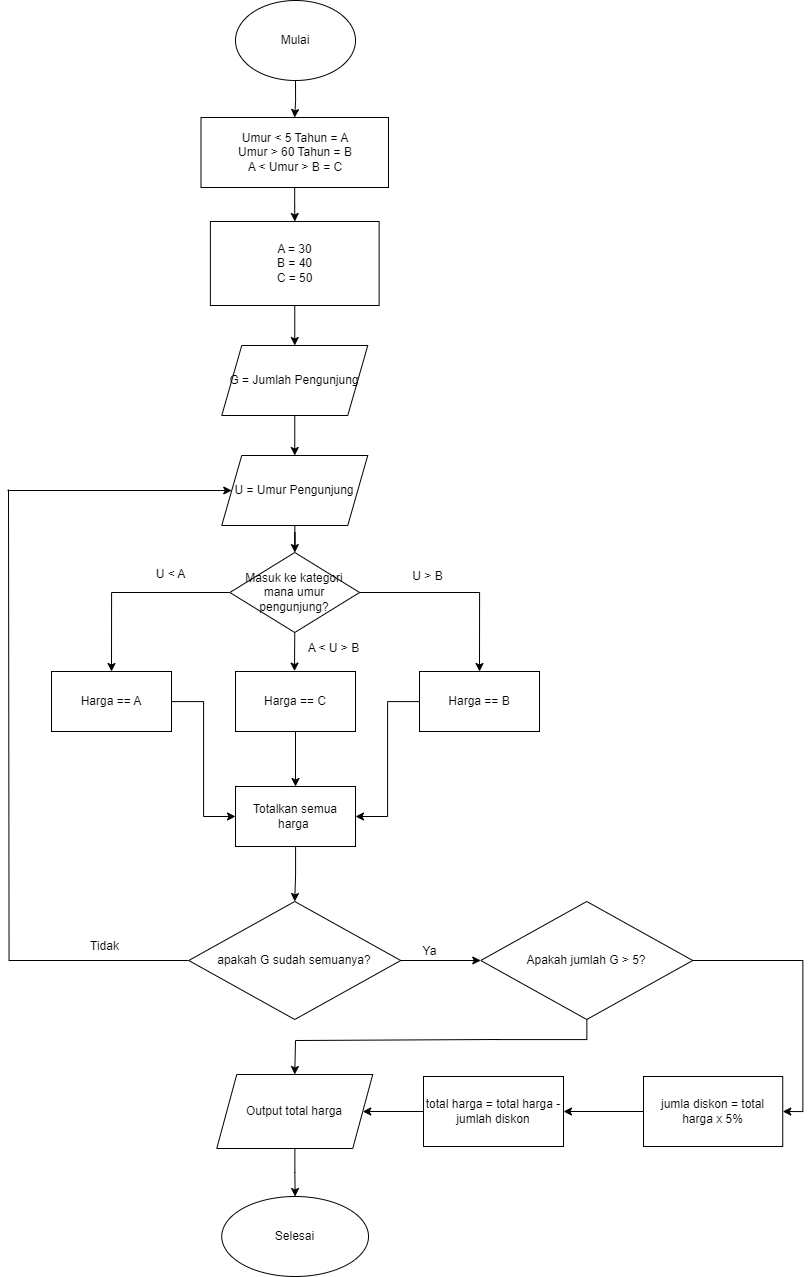 Mulai
Umur < 5 Tahun = A
Umur > 60 Tahun = B
A < Umur > B = C
A = 30
B = 40
C = 50
G = Jumlah Pengunjung
U = Umur Pengunjung
Masuk ke kategori
mana umur
pengunjung?
U < A
U > B
A < U > B
Harga == A
Harga == C
Harga == B
Totalkan semua
harga
apakah G sudah semuanya?
Tidak
Ya
Apakah jumlah G > 5?
jumla diskon = total
harga x 5%
total harga = total harga -
jumlah diskon
Output total harga
Selesai